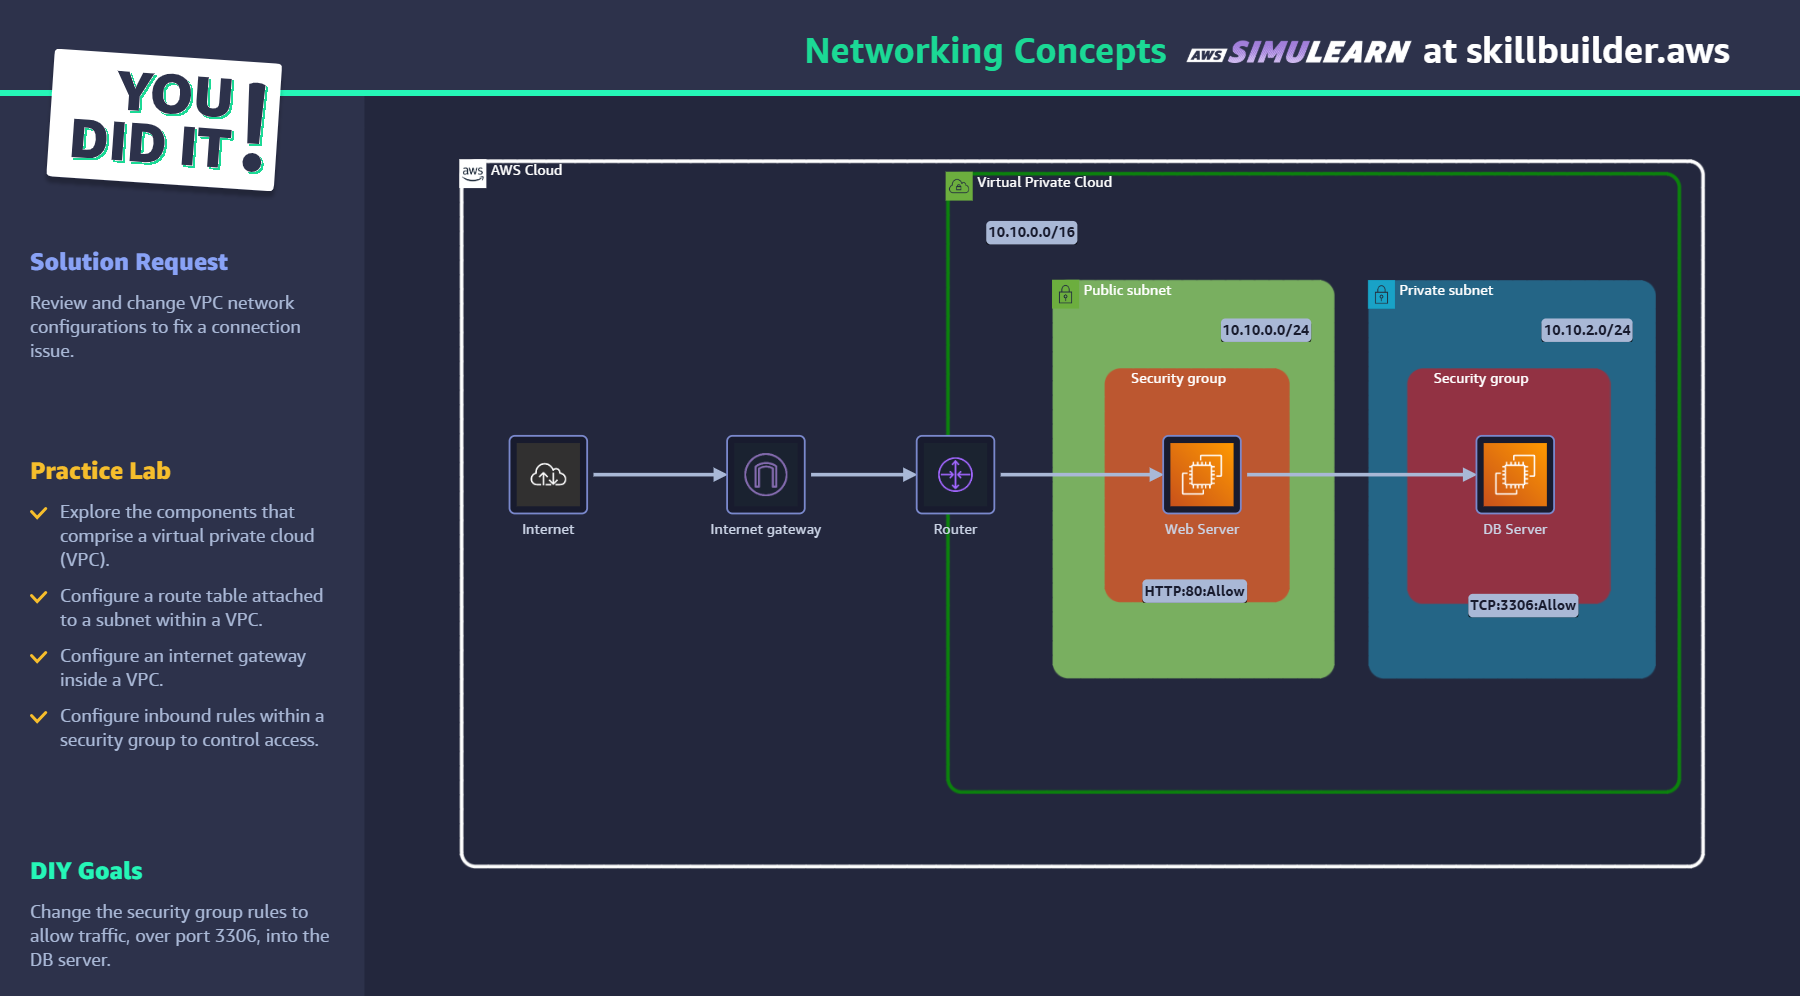 Networking Concepts aws SIMULEARN at skillbuilder.aws
YOU
DID IT!
Solution Request
Review and change VPC network
configurations to fix a connection
issue.
Practice Lab
Explore the components that
comprise a virtual private cloud
(VPC).
Configure a route table attached
to a subnet within a VPC.
Configure an internet gateway
inside a VPC.
Configure inbound rules within a
security group to control access.
DIY Goals
Change the security group rules to
allow traffic, over port 3306, into the
DB server.
aws AWS Cloud
Virtual Private Cloud
10.10.0.0/16
Public subnet
10.10.0.0/24
Security group
Private subnet
10.10.2.0/24
Security group
Internet
Internet gateway
Router
Web Server
DB Server
HTTP:80:Allow
TCP:3306:Allow